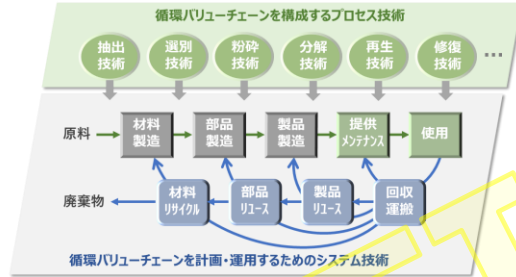 循環バリューチェーンを構成するプロセス技術
抽出
技術
選別
技術
粉砕
技術
分解
技術
再生
技術
修復
技術
…
原料
材料
製造
部品
製造
製品
製造
提供
メンテナンス
使用
廃棄物
材料
リサイクル
部品
リユース
製品
リユース
回収
運搬
循環バリューチェーンを計画・運用するためのシステム技術